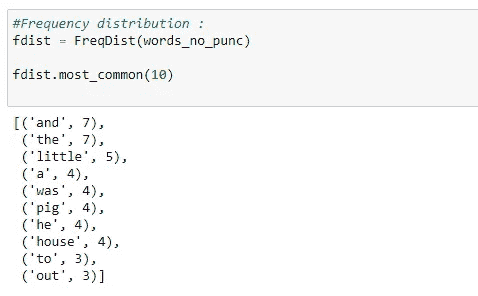 #Frequency distribution :
fdist = FreqDist(words_no_punc)
fdist.most_common(10)
[('and', 7),
('the', 7),
('little', 5),
('a', 4),
('was', 4),
('pig', 4),
('he', 4),
('house', 4),
('to', 3),
('out', 3)]